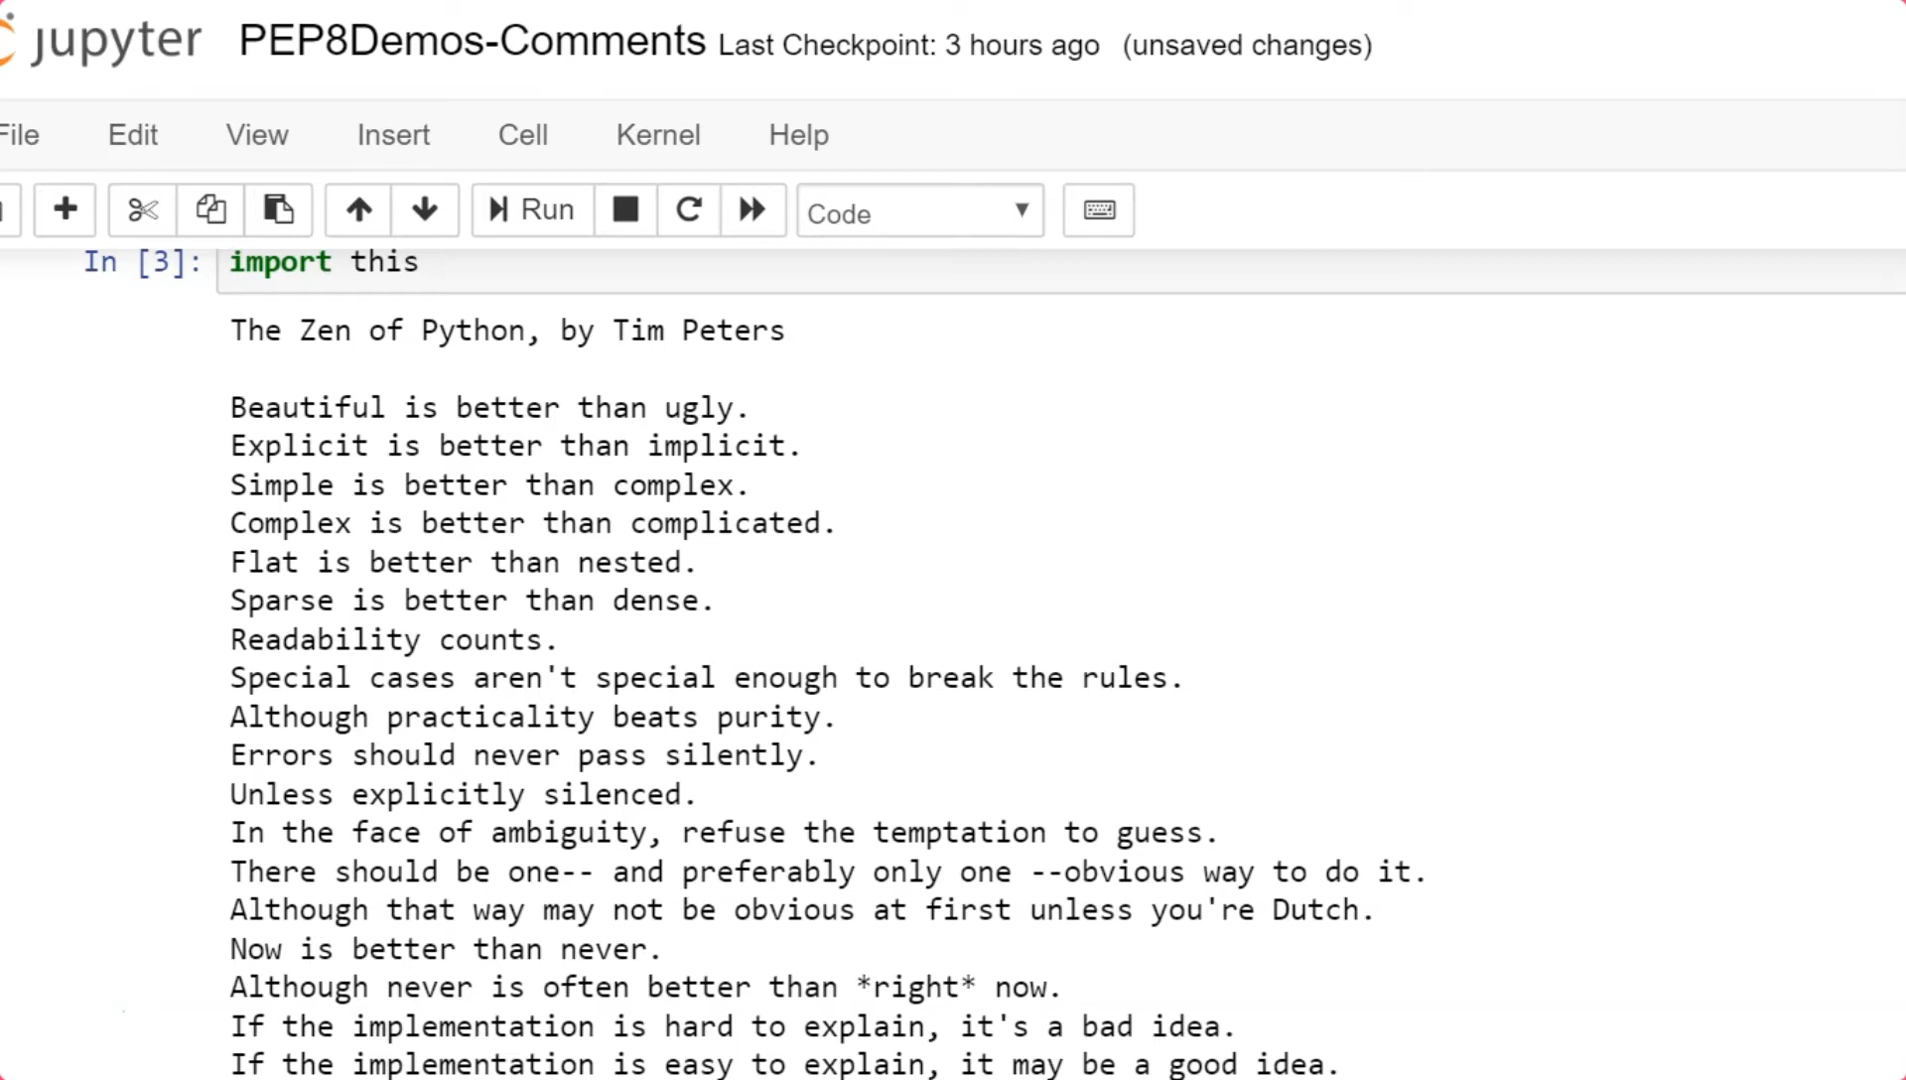 jupyter PEP8Demos-Comments Last Checkpoint: 3 hours ago (unsaved changes)
File Edit View Insert Cell Kernel Help
Run Code
In [3]: import this
The Zen of Python, by Tim Peters
Beautiful is better than ugly.
Explicit is better than implicit.
Simple is better than complex.
Complex is better than complicated.
Flat is better than nested.
Sparse is better than dense.
Readability counts.
Special cases aren't special enough to break the rules.
Although practicality beats purity.
Errors should never pass silently.
Unless explicitly silenced.
In the face of ambiguity, refuse the temptation to guess.
There should be one-- and preferably only one --obvious way to do it.
Although that way may not be obvious at first unless you're Dutch.
Now is better than never.
Although never is often better than *right* now.
If the implementation is hard to explain, it's a bad idea.
If the implementation is easy to explain, it may be a good idea.